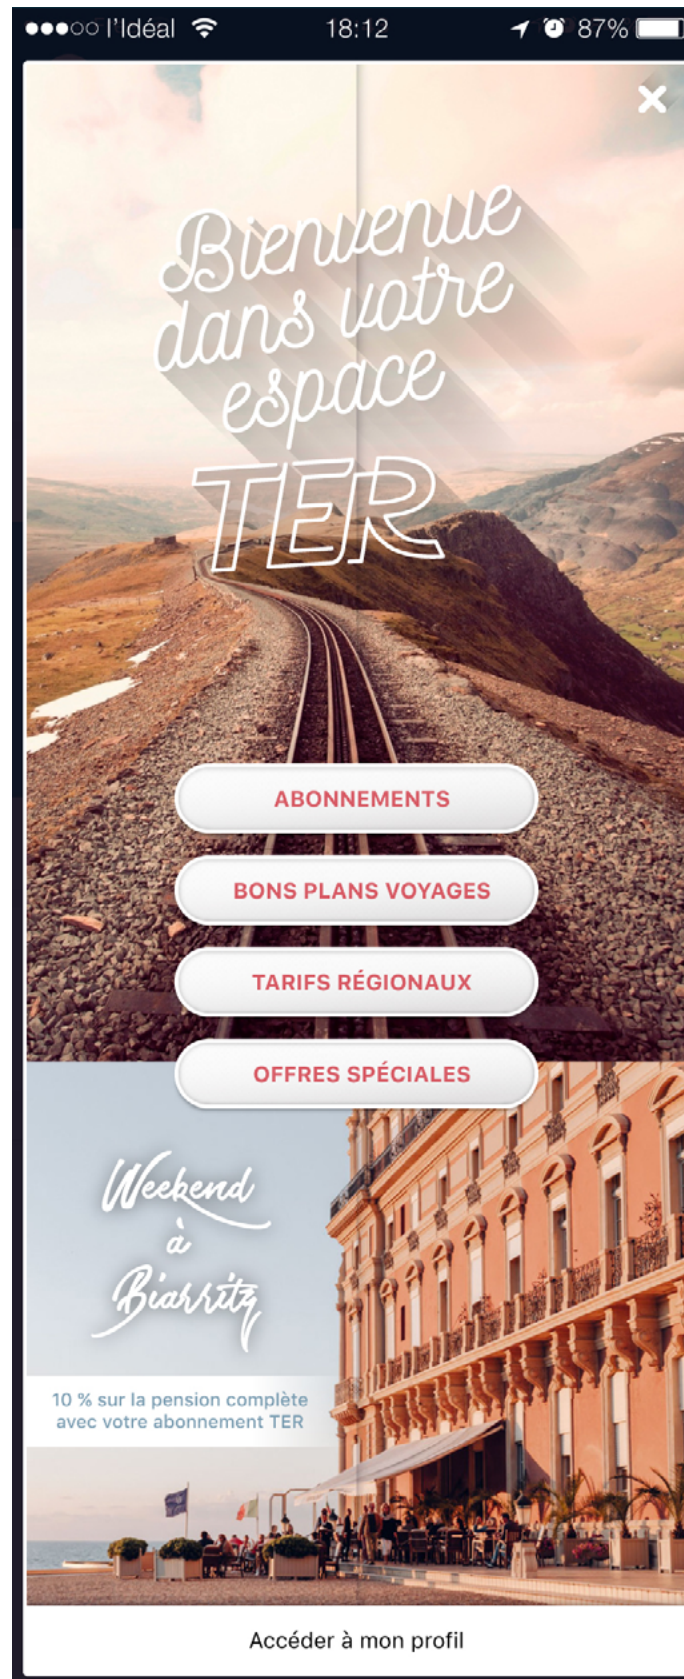 l'Idéal 18:12 87%
Bienvenue
dans votre
espace
TER
ABONNEMENTS
BONS PLANS VOYAGES
TARIFS RÉGIONAUX
OFFRES SPÉCIALES
Weekend
à
Biarritz
10 % sur la pension complète
avec votre abonnement TER
Accéder à mon profil